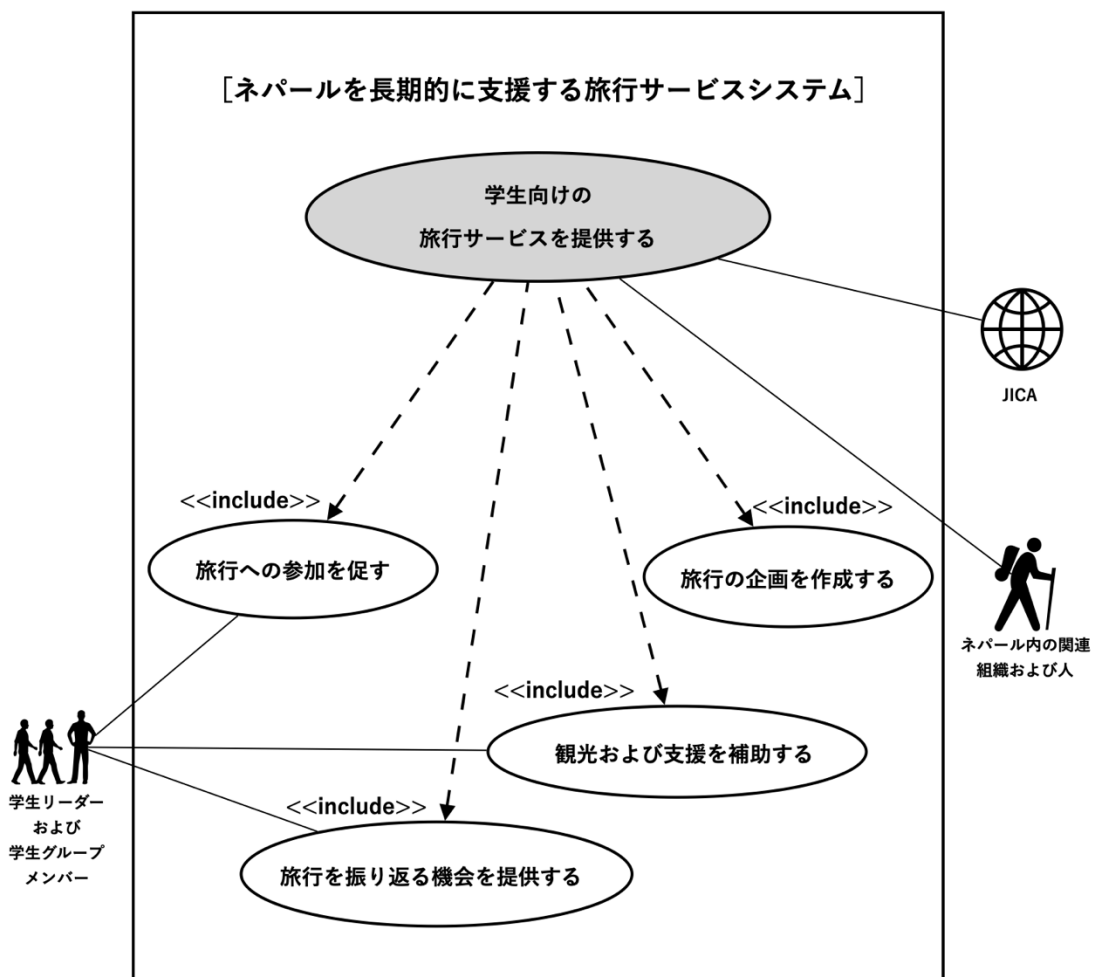 [ネパールを長期的に支援する旅行サービスシステム]
学生向けの
旅行サービスを提供する
JICA
<<include>>
<<include>>
旅行への参加を促す
旅行の企画を作成する
ネパール内の関連
組織および人
<<include>>
観光および支援を補助する
学生リーダー
および
学生グループ
メンバー
<<include>>
旅行を振り返る機会を提供する